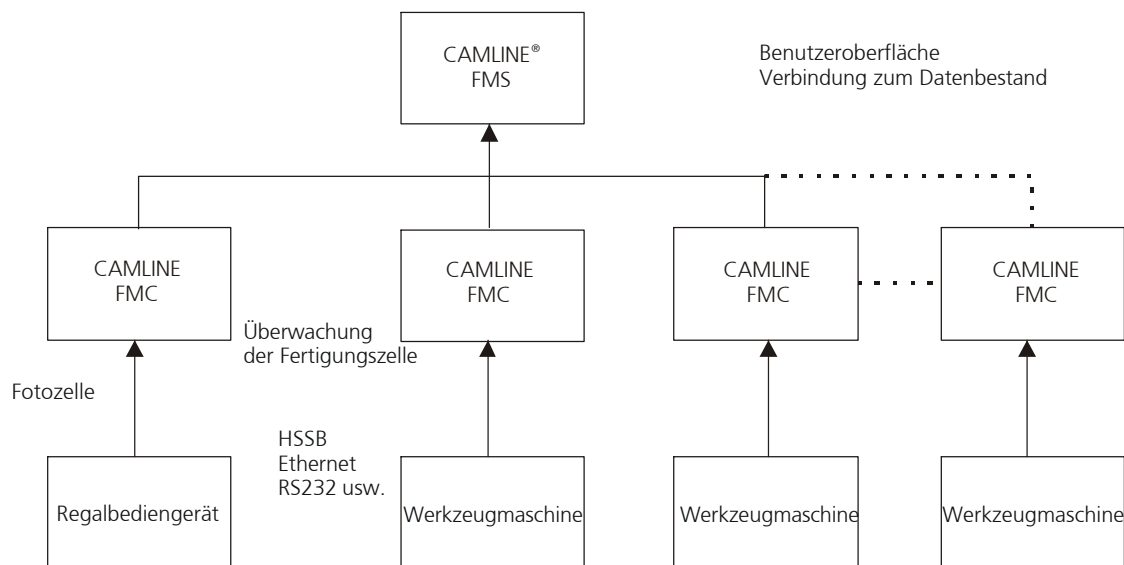 CAMLINE®
FMS
Benutzeroberfläche
Verbindung zum Datenbestand
CAMLINE
FMC
CAMLINE
FMC
CAMLINE
FMC
CAMLINE
FMC
Überwachung
der Fertigungszelle
Fotozelle
HSSB
Ethernet
RS232 usw.
Regalbediengerät
Werkzeugmaschine
Werkzeugmaschine
Werkzeugmaschine